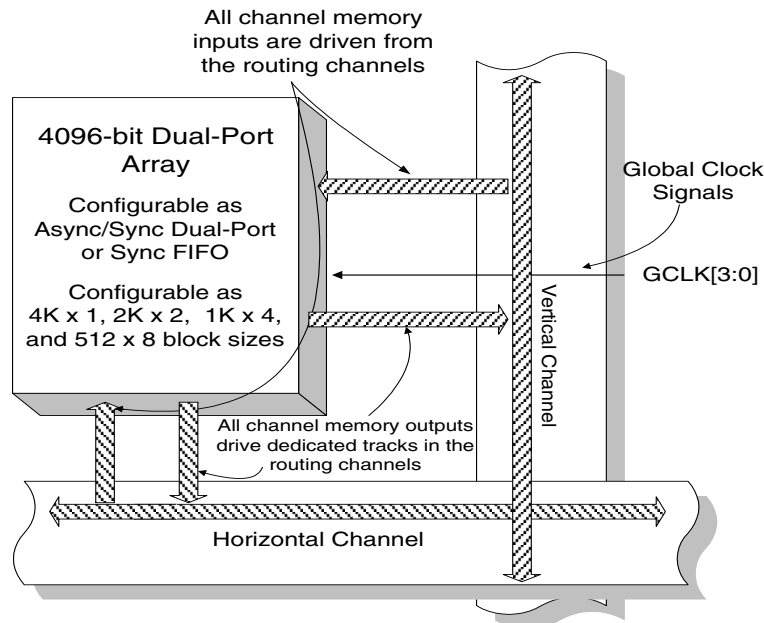 All channel memory
inputs are driven from
the routing channels
4096-bit Dual-Port
Array
Configurable as
Async/Sync Dual-Port
or Sync FIFO
Configurable as
4K x 1, 2K x 2, 1K x 4,
and 512 x 8 block sizes
Global Clock
Signals
GCLK[3:0]
Vertical Channel
All channel memory outputs
drive dedicated tracks in the
routing channels
Horizontal Channel